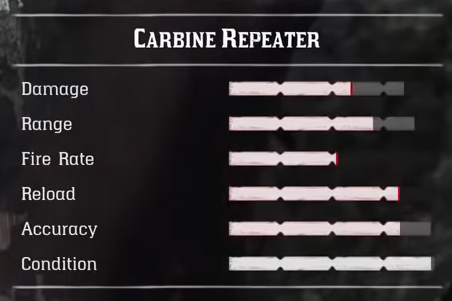 Carbine Repeater
Damage
Range
Fire Rate
Reload
Accuracy
Condition